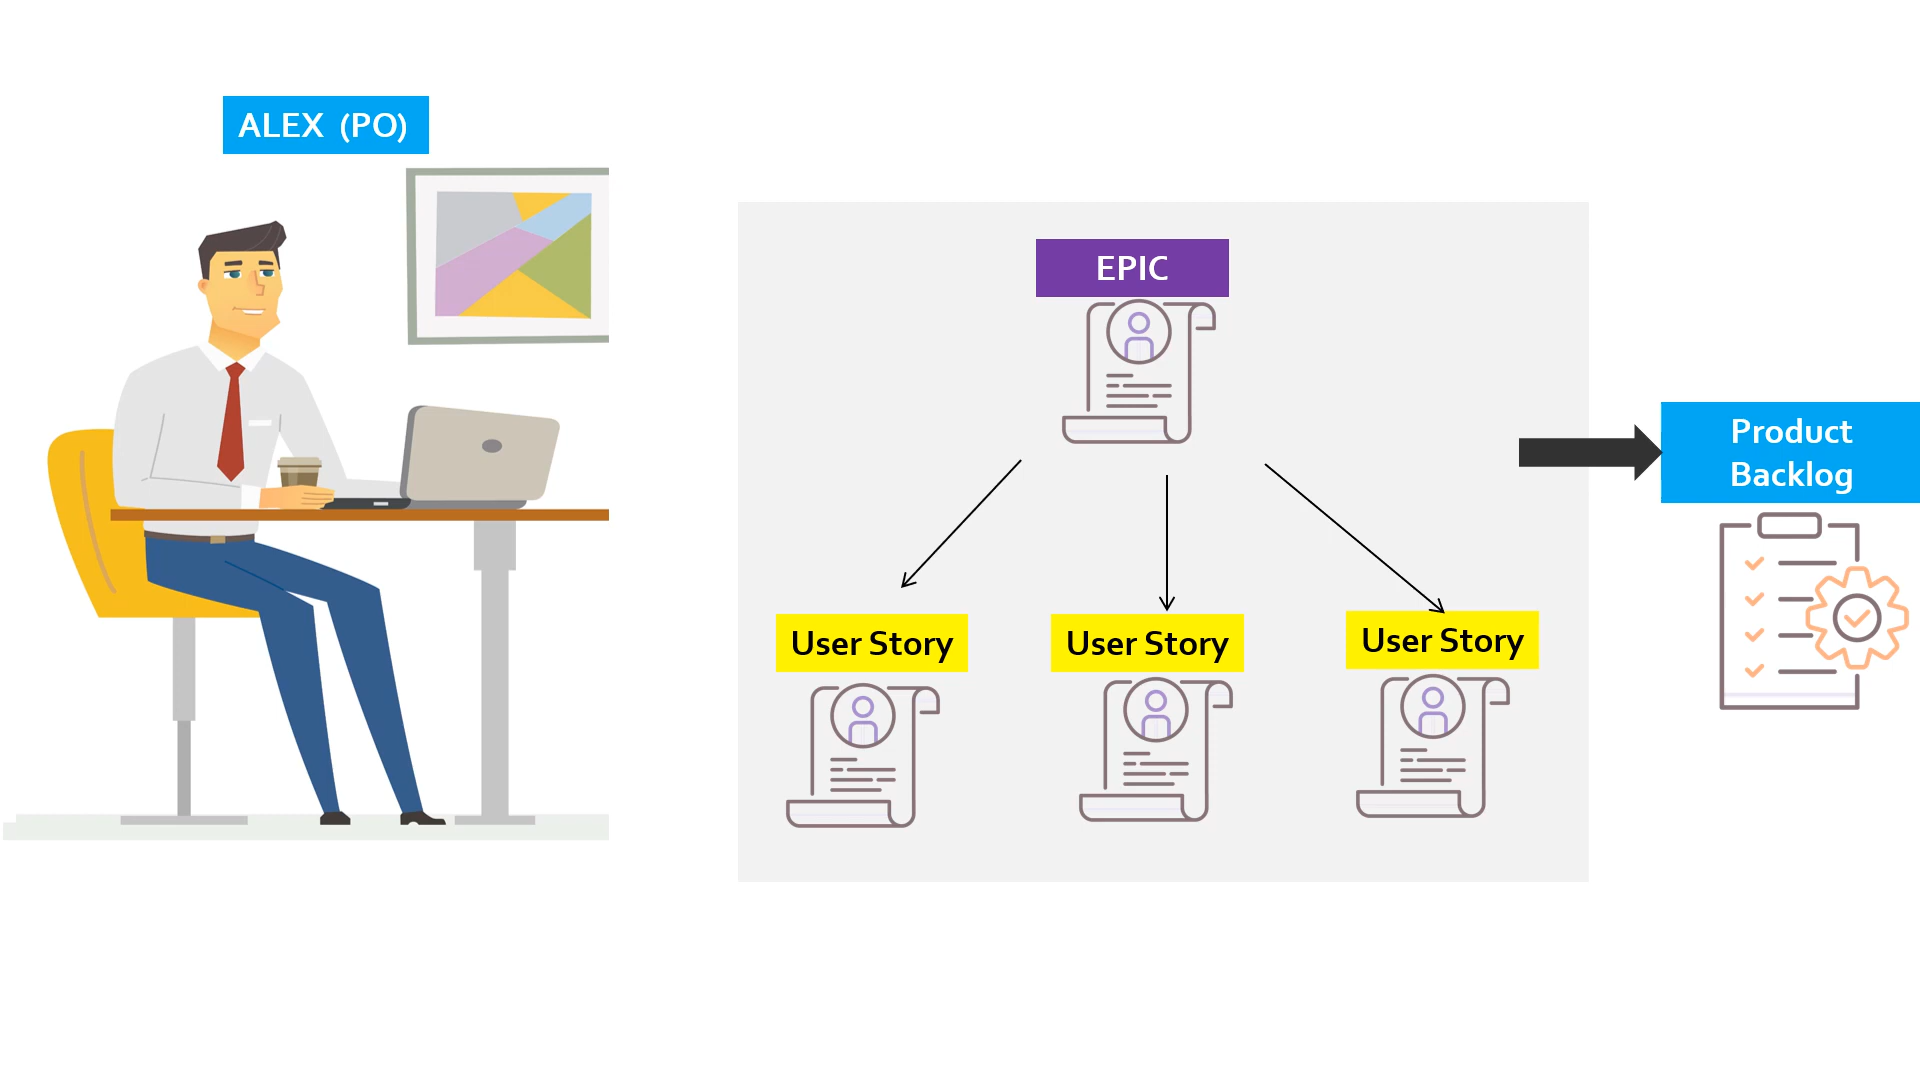 ALEX (PO)
EPIC
Product
Backlog
User Story
User Story
User Story